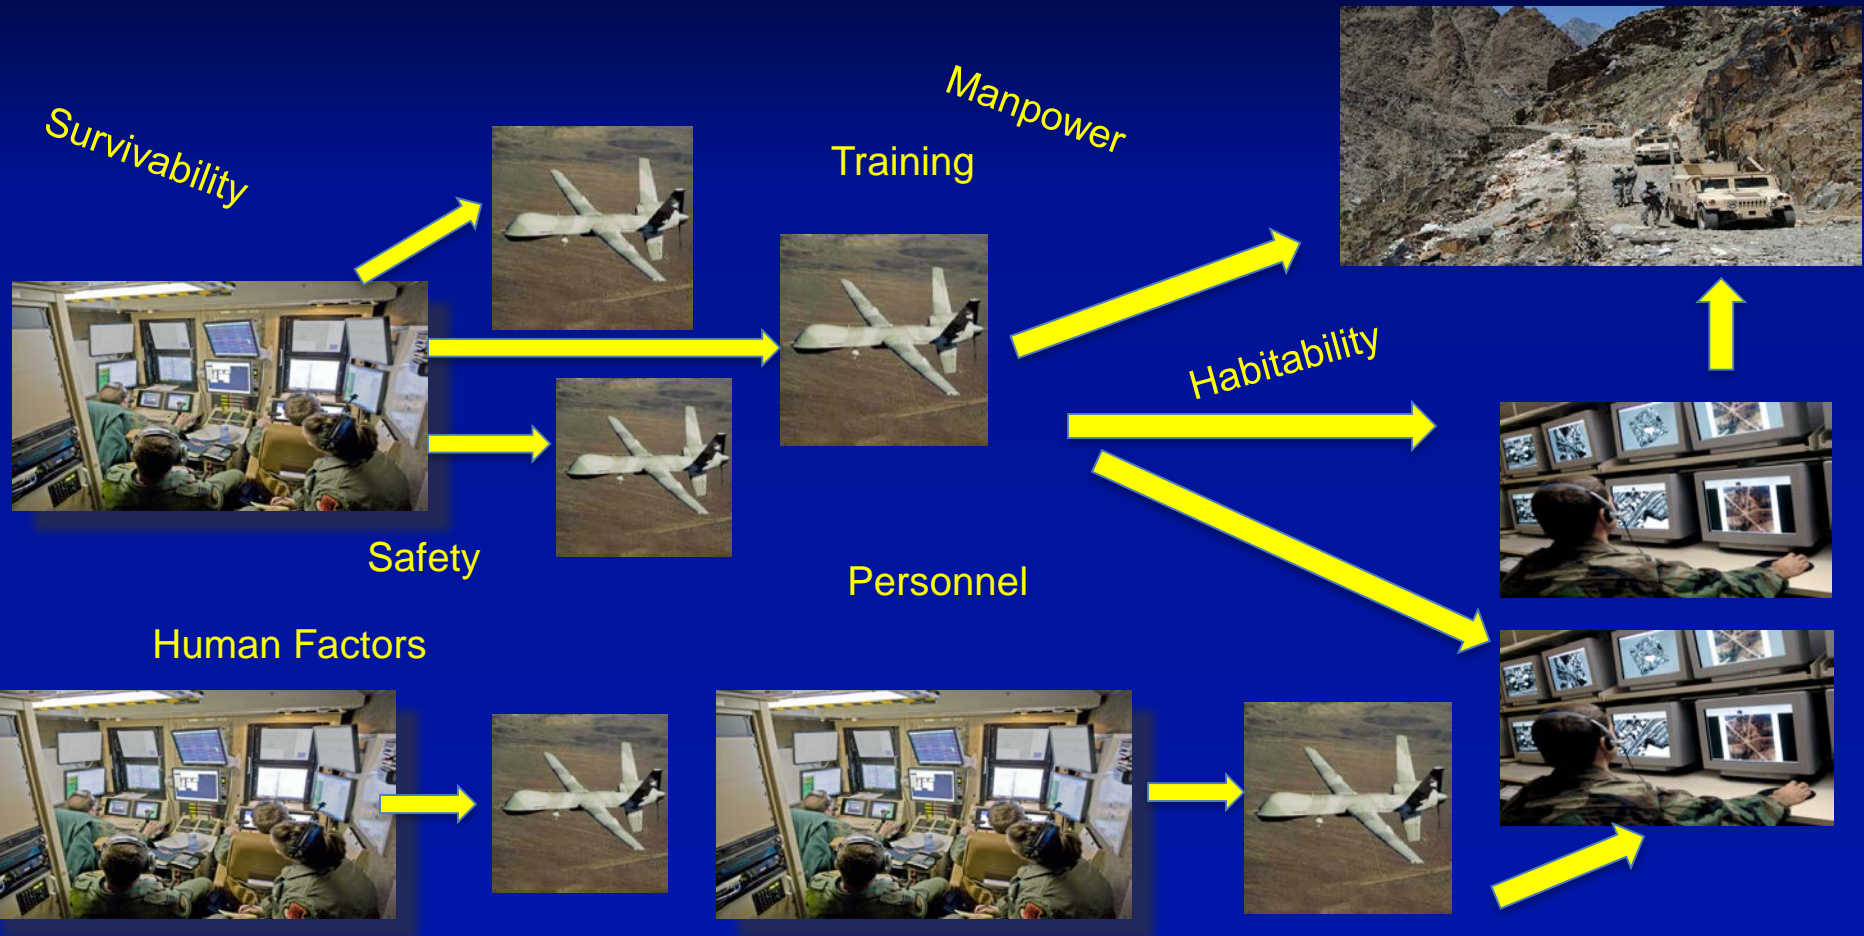 Manpower
Survivability
Training
Habitability
Safety
Personnel
Human Factors